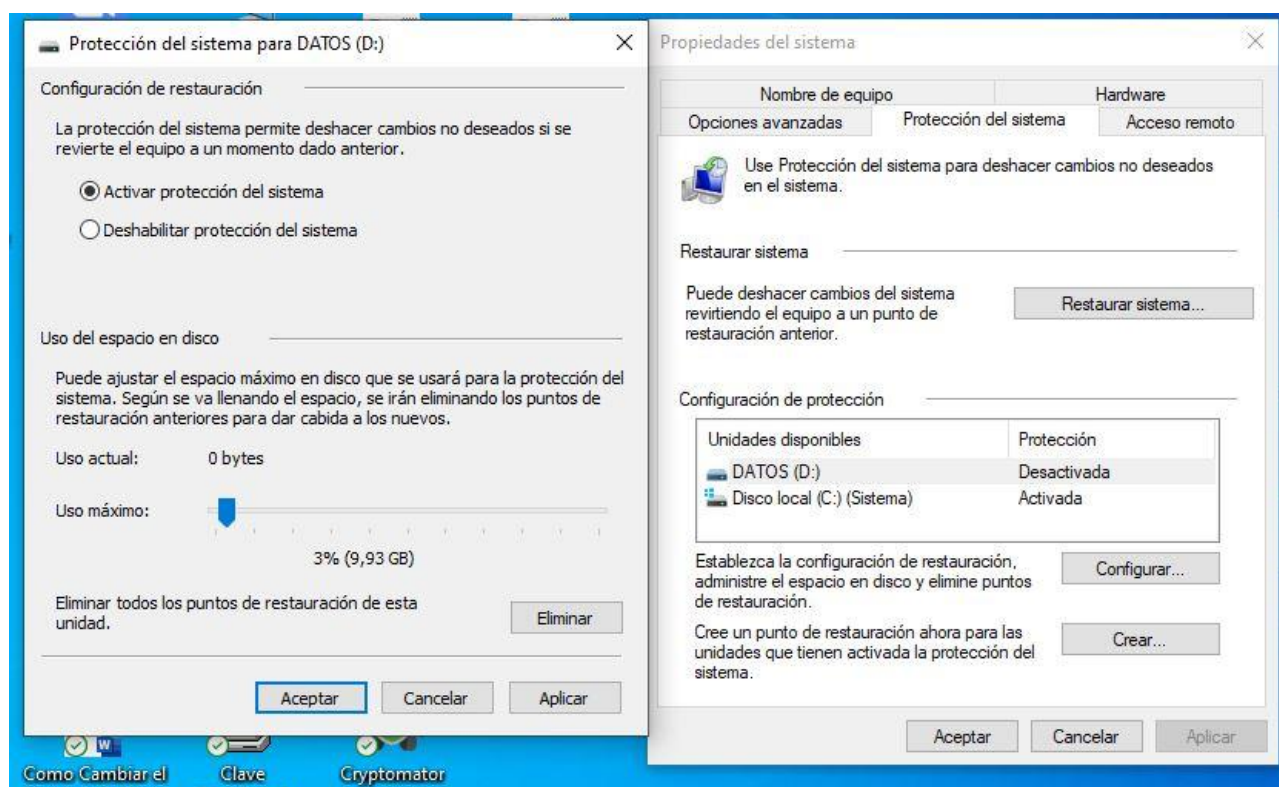 Protección del sistema para DATOS (D:)
Configuración de restauración
La protección del sistema permite deshacer cambios no deseados si se
revierte el equipo a un momento dado anterior.
Activar protección del sistema
Deshabilitar protección del sistema
Uso del espacio en disco
Puede ajustar el espacio máximo en disco que se usará para la protección del
sistema. Según se va llenando el espacio, se irán eliminando los puntos de
restauración anteriores para dar cabida a los nuevos.
Uso actual: 0 bytes
Uso máximo:
3% (9,93 GB)
Eliminar todos los puntos de restauración de esta
unidad.
Eliminar
Aceptar Cancelar Aplicar
Propiedades del sistema
Nombre de equipo Hardware
Opciones avanzadas Protección del sistema Acceso remoto
Use Protección del sistema para deshacer cambios no deseados
en el sistema.
Restaurar sistema
Puede deshacer cambios del sistema
revirtiendo el equipo a un punto de
restauración anterior.
Restaurar sistema...
Configuración de protección
Unidades disponibles Protección
DATOS (D:) Desactivada
Disco local (C:) (Sistema) Activada
Establezca la configuración de restauración,
administre el espacio en disco y elimine puntos
de restauración.
Configurar...
Cree un punto de restauración ahora para las
unidades que tienen activada la protección del
sistema.
Crear...
Aceptar Cancelar Aplicar
W
Como Cambiar el Clave Cryptomator